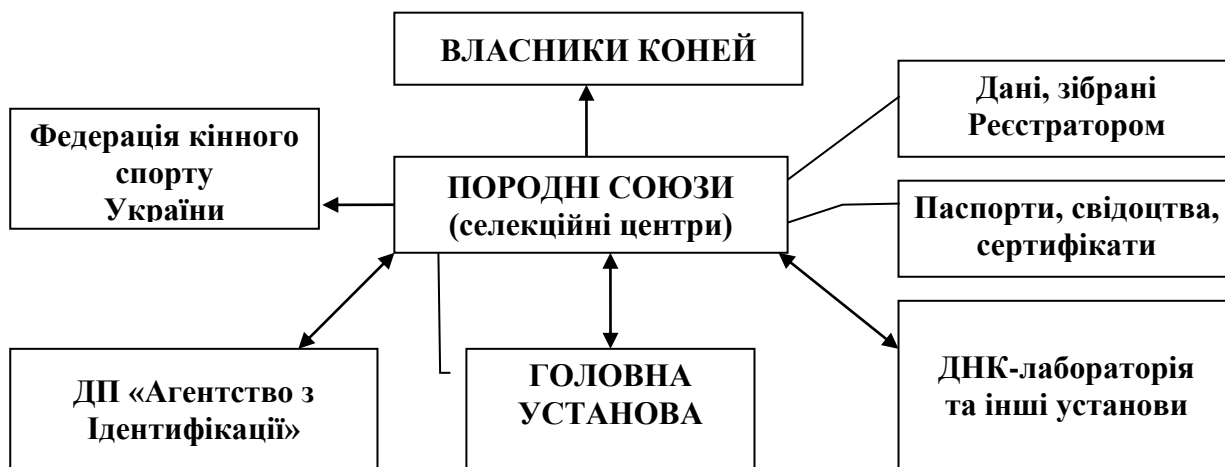 ВЛАСНИКИ КОНЕЙ
Федерація кінного
спорту
України
ПОРОДНІ СОЮЗИ
(селекційні центри)
Дані, зібрані
Реєстратором
Паспорти, свідоцтва,
сертифікати
ДП «Агентство з
Ідентифікації»
ГОЛОВНА
УСТАНОВА
ДНК-лабораторія
та інші установи